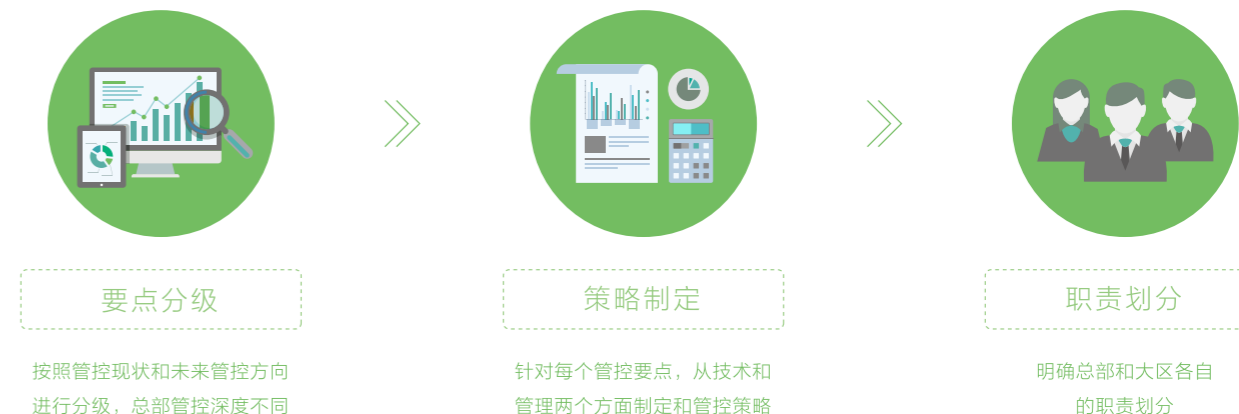 要点分级
按照管控现状和未来管控方向
进行分级，总部管控深度不同
策略制定
针对每个管控要点，从技术和
管理两个方面制定和管控策略
职责划分
明确总部和大区各自
的职责划分